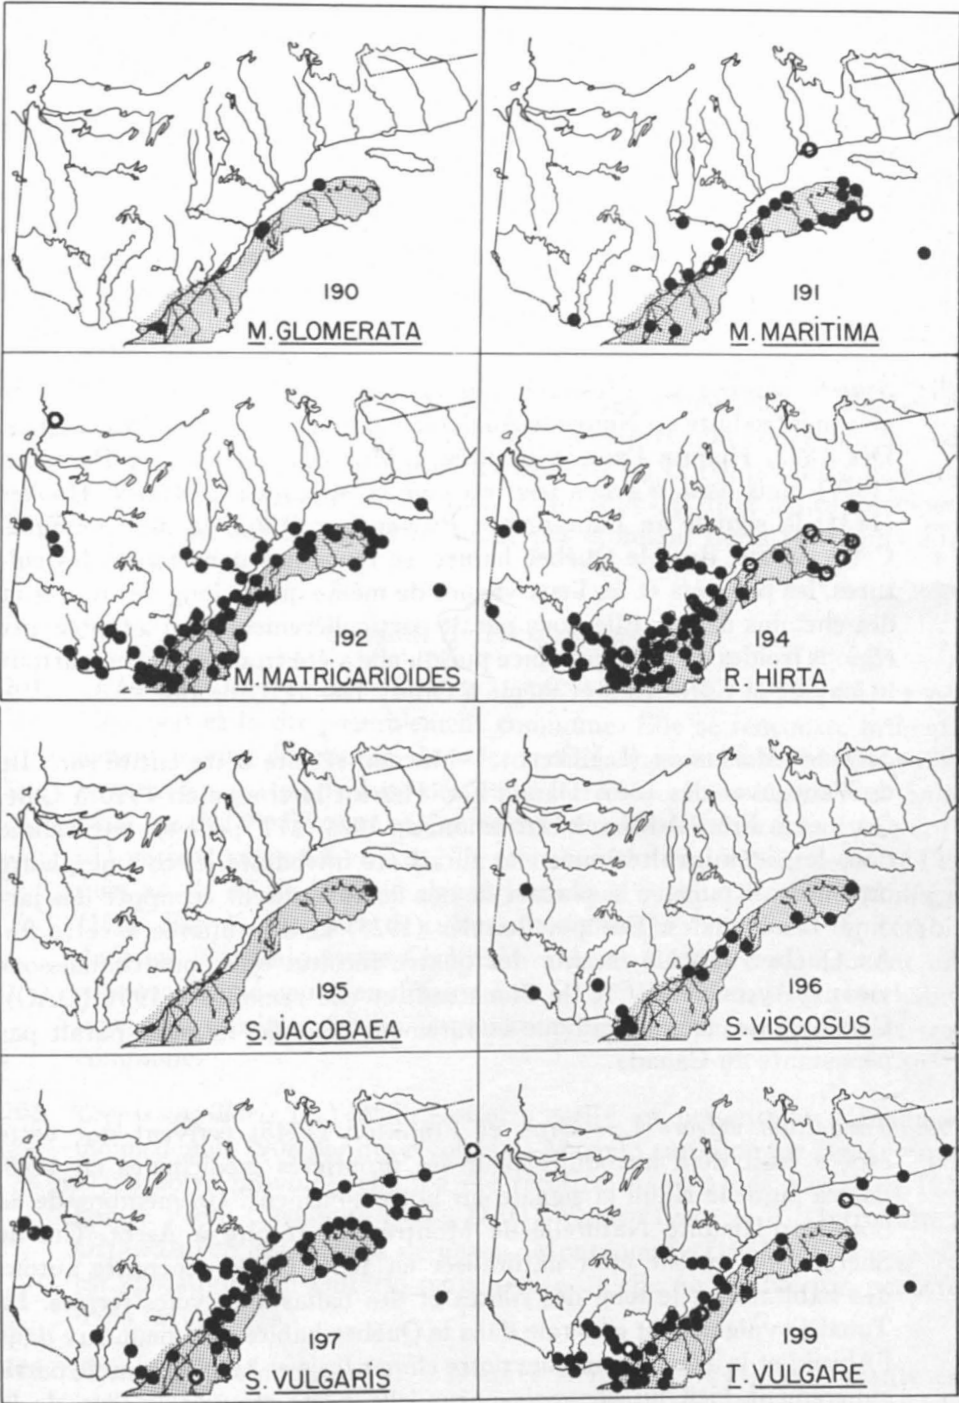 190
M. GLOMERATA
191
M. MARITIMA
192
M. MATRICARIOIDES
194
R. HIRTA
195
S. JACOBAEA
196
S. VISCOSUS
197
S. VULGARIS
199
T. VULGARE